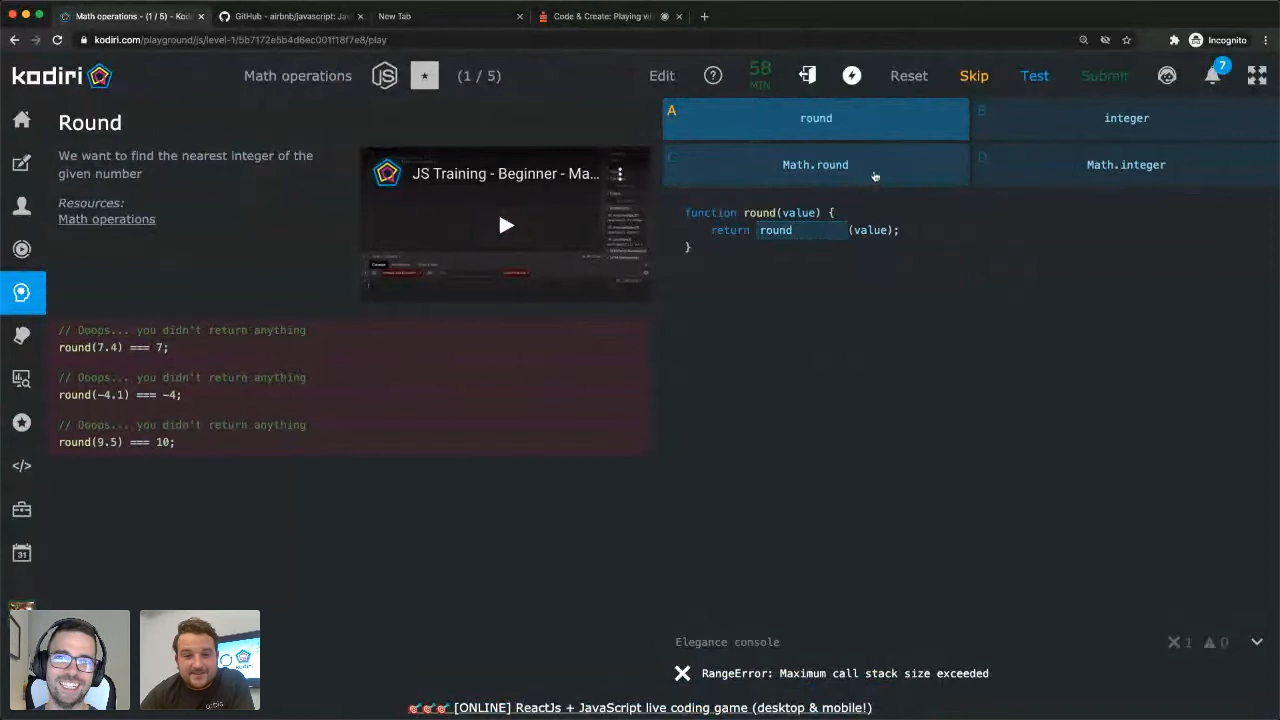 Math operations - (1 / 5) - Kodi
GitHub - airbnb/javascript: Ja
New Tab
Code & Create: Playing wi
kodiri.com/playground/js/level-1/5b7172e5b4d6ec001f18f7e8/play
Incognito
kodiri
Math operations
JS
(1 / 5)
Edit
58
MIN
Reset
Skip
Test
Submit
7
Round
We want to find the nearest integer of the
given number
Resources:
Math operations
JS Training - Beginner - Ma...
A
round
B
integer
C
Math.round
D
Math.integer
function round(value) {
return round (value);
}
// Ooops... you didn't return anything
round(7.4) === 7;
// Ooops... you didn't return anything
round(-4.1) === -4;
// Ooops... you didn't return anything
round(9.5) === 10;
</>
31
Elegance console
1
0
RangeError: Maximum call stack size exceeded
[ONLINE] ReactJs + JavaScript live coding game (desktop & mobile!)